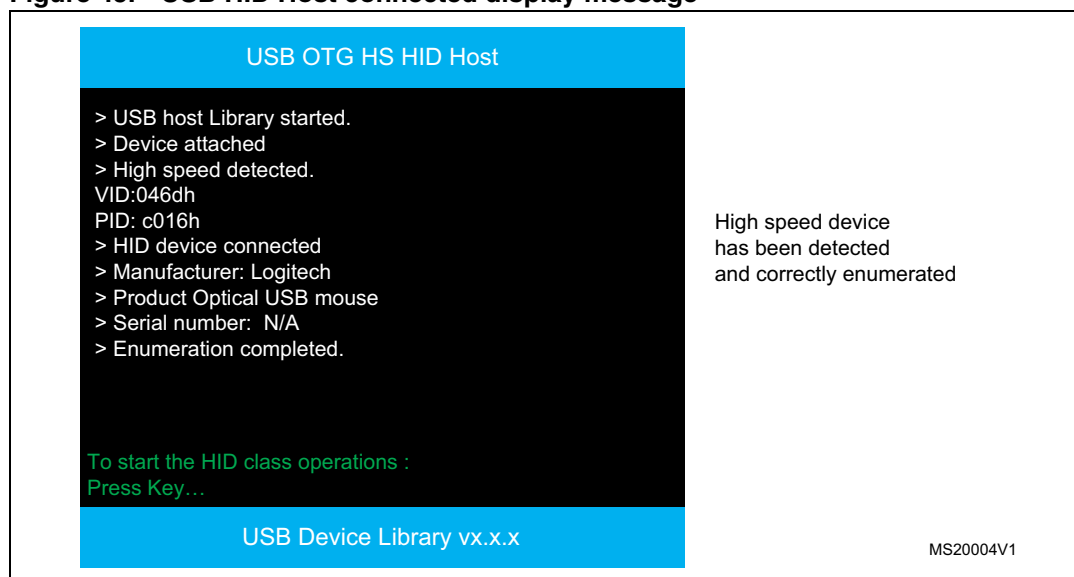 USB OTG HS HID Host
> USB host Library started.
> Device attached
> High speed detected.
VID:046dh
PID: c016h
> HID device connected
> Manufacturer: Logitech
> Product Optical USB mouse
> Serial number:  N/A
> Enumeration completed.
To start the HID class operations :
Press Key…
USB Device Library vx.x.x
High speed device
has been detected
and correctly enumerated
MS20004V1